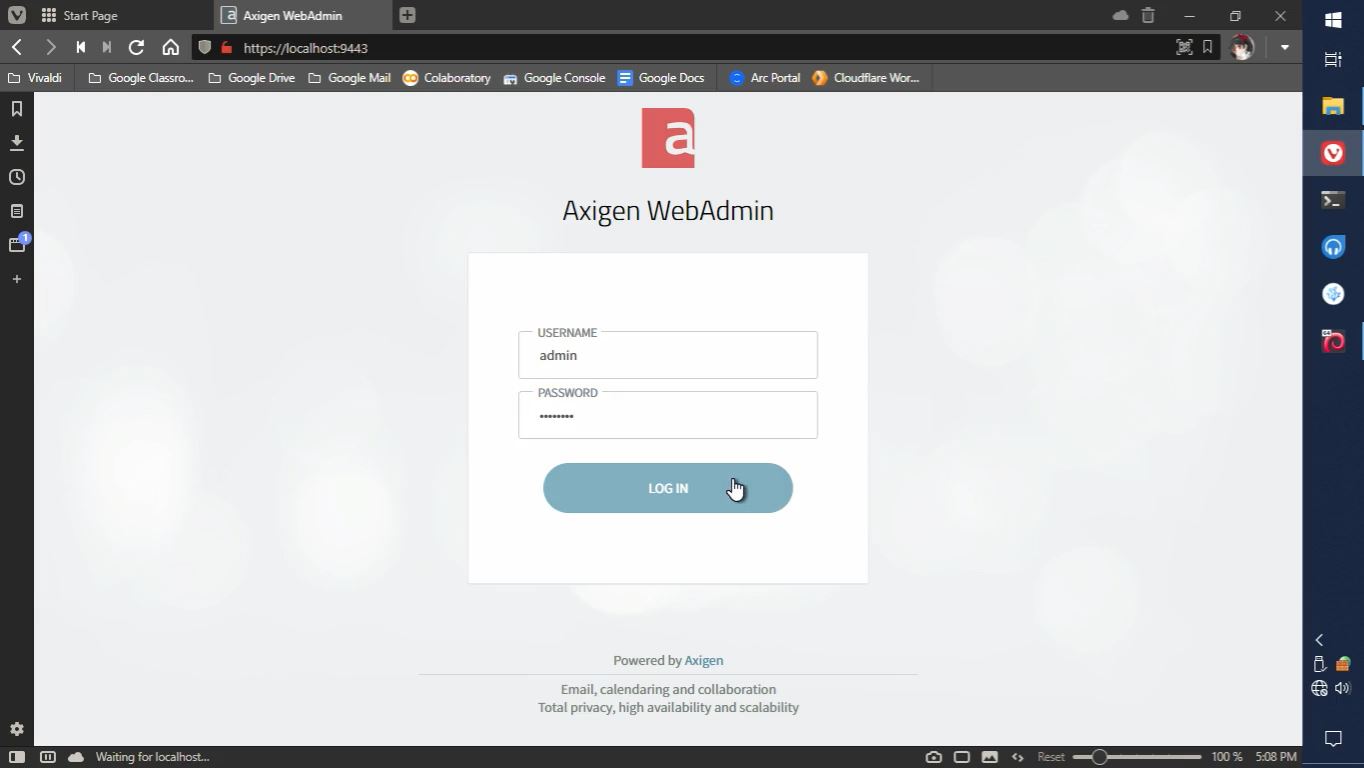 Start Page
a Axigen WebAdmin
https://localhost:9443
Vivaldi
Google Classro...
Google Drive
Google Mail
Colaboratory
Google Console
Google Docs
Arc Portal
Cloudflare Wor...
1
a
Axigen WebAdmin
USERNAME
admin
PASSWORD
LOG IN
Powered by Axigen
Email, calendaring and collaboration
Total privacy, high availability and scalability
Waiting for localhost...
Reset
100 %
5:08 PM